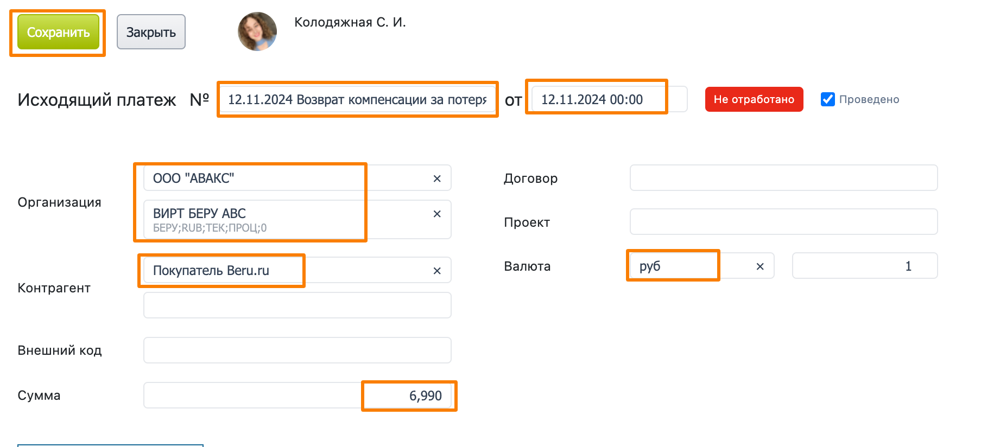 Сохранить
Закрыть
Колодяжная С. И.
Исходящий платеж № 12.11.2024 Возврат компенсации за потеря от 12.11.2024 00:00 Не отработано Проведено
Организация
ООО "АВАКС"
ВИРТ БЕРУ АВС
БЕРУ;RUB;ТЕК;ПРОЦ;0
Контрагент
Покупатель Beru.ru
Внешний код
Сумма
6,990
Договор
Проект
Валюта
руб
1